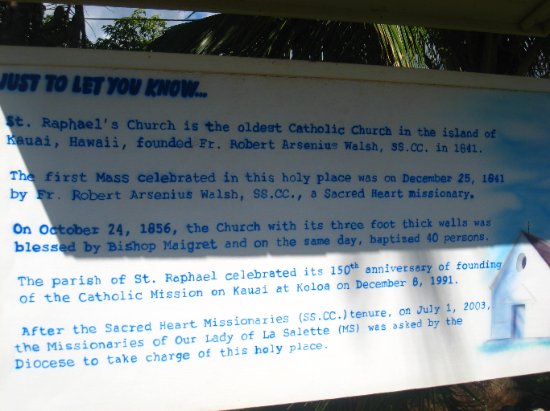 JUST TO LET YOU KNOW...
St. Raphael's Church is the oldest Catholic Church in the island of
Kauai, Hawaii, founded Fr. Robert Arsenius Walsh, SS.CC. in 1841.
The first Mass celebrated in this holy place was on December 25, 1841
by Fr. Robert Arsenius Walsh, SS.CC., a Sacred Heart missionary.
On October 24, 1856, the Church with its three foot thick walls was
blessed by Bishop Maigret and on the same day, baptised 40 persons.
The parish of St. Raphael celebrated its 150th anniversary of founding
of the Catholic Mission on Kauai at Koloa on December 8, 1991.
After the Sacred Heart Missionaries (SS.CC.)tenure, on July 1, 2003,
the Missionaries of Our Lady of La Salette (MS) was asked by the
Diocese to take charge of this holy place.